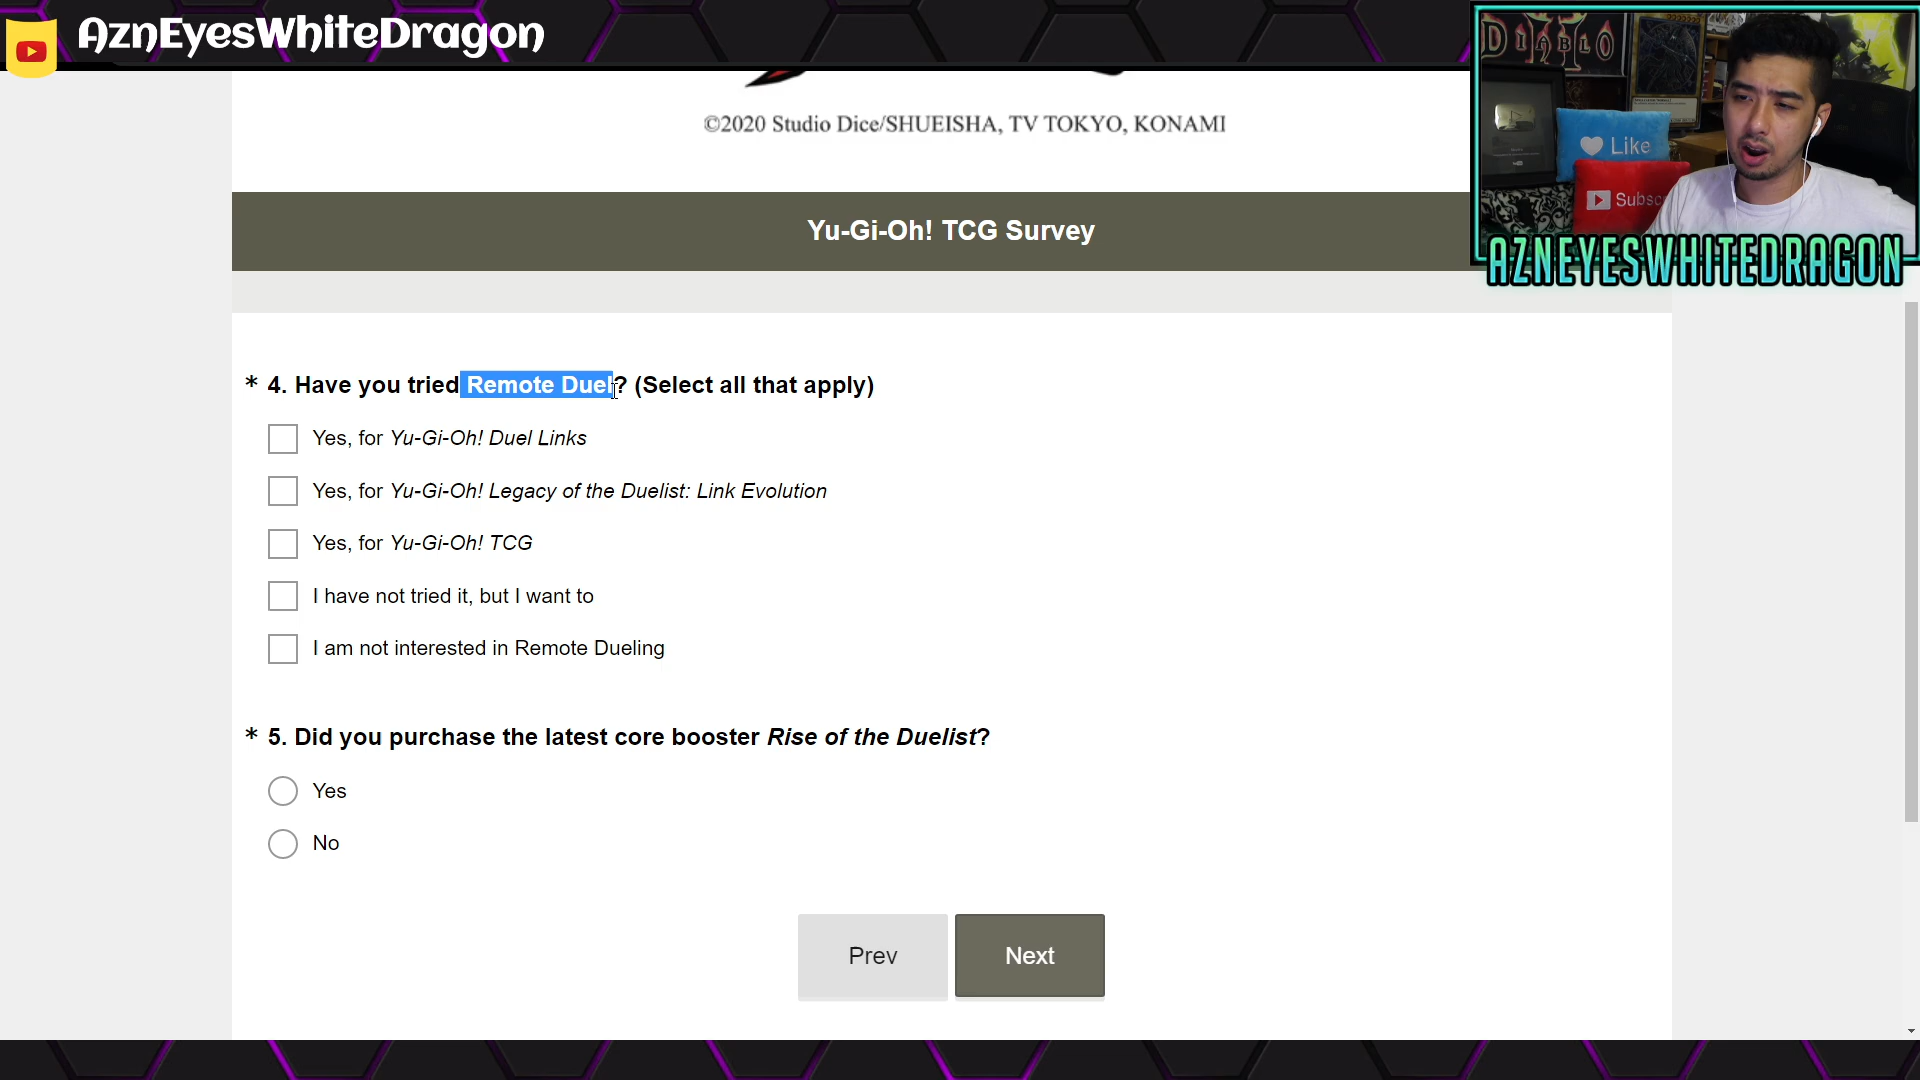 AznEyesWhiteDragon
©2020 Studio Dice/SHUEISHA, TV TOKYO, KONAMI
DIABLO
Like
Subsc
AZNEYESWHITEDRAGON
Yu-Gi-Oh! TCG Survey
* 4. Have you tried Remote Duel? (Select all that apply)
Yes, for Yu-Gi-Oh! Duel Links
Yes, for Yu-Gi-Oh! Legacy of the Duelist: Link Evolution
Yes, for Yu-Gi-Oh! TCG
I have not tried it, but I want to
I am not interested in Remote Dueling
* 5. Did you purchase the latest core booster Rise of the Duelist?
Yes
No
Prev
Next